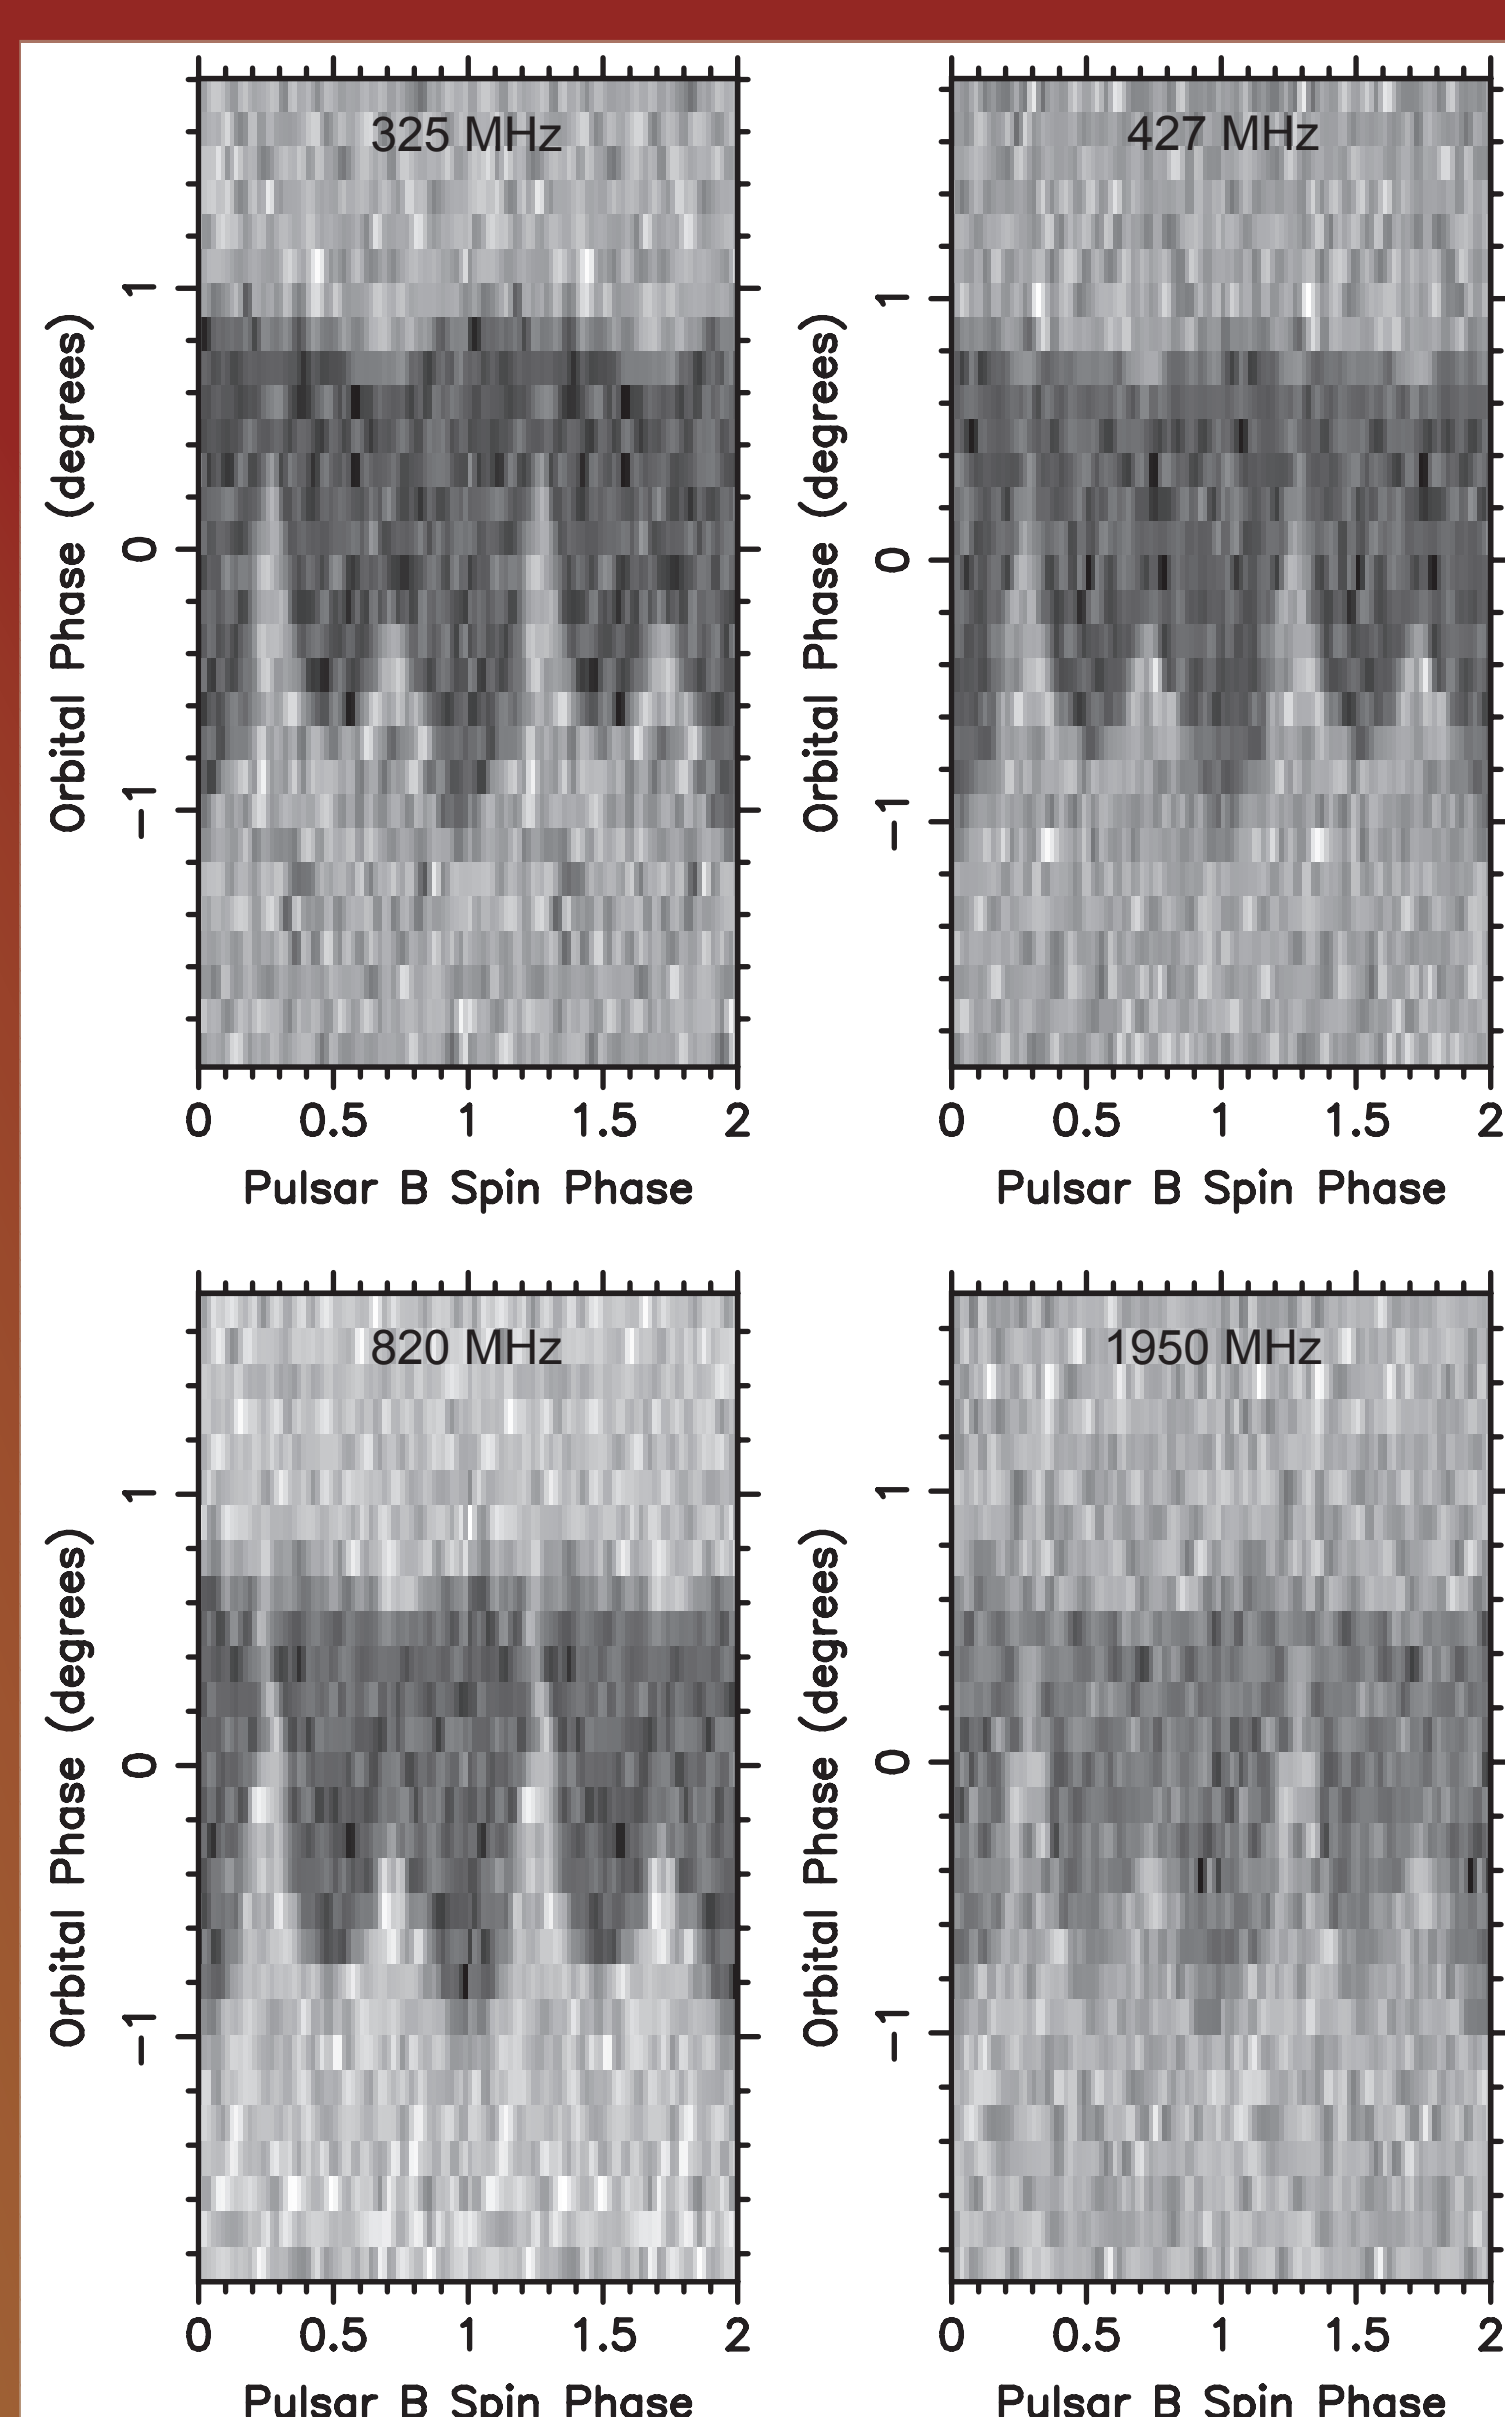 325 MHz
1
0
−1
Orbital Phase (degrees)
0 0.5 1 1.5 2
Pulsar B Spin Phase
427 MHz
1
0
−1
Orbital Phase (degrees)
0 0.5 1 1.5 2
Pulsar B Spin Phase
820 MHz
1
0
−1
Orbital Phase (degrees)
0 0.5 1 1.5 2
Pulsar B Spin Phase
1950 MHz
1
0
−1
Orbital Phase (degrees)
0 0.5 1 1.5 2
Pulsar B Spin Phase